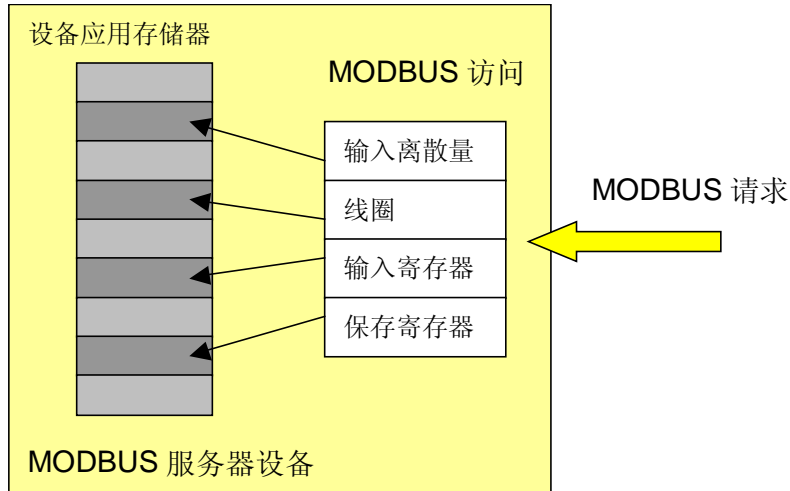 设备应用存储器
MODBUS 访问
输入离散量
线圈
输入寄存器
保存寄存器
MODBUS 请求
MODBUS 服务器设备